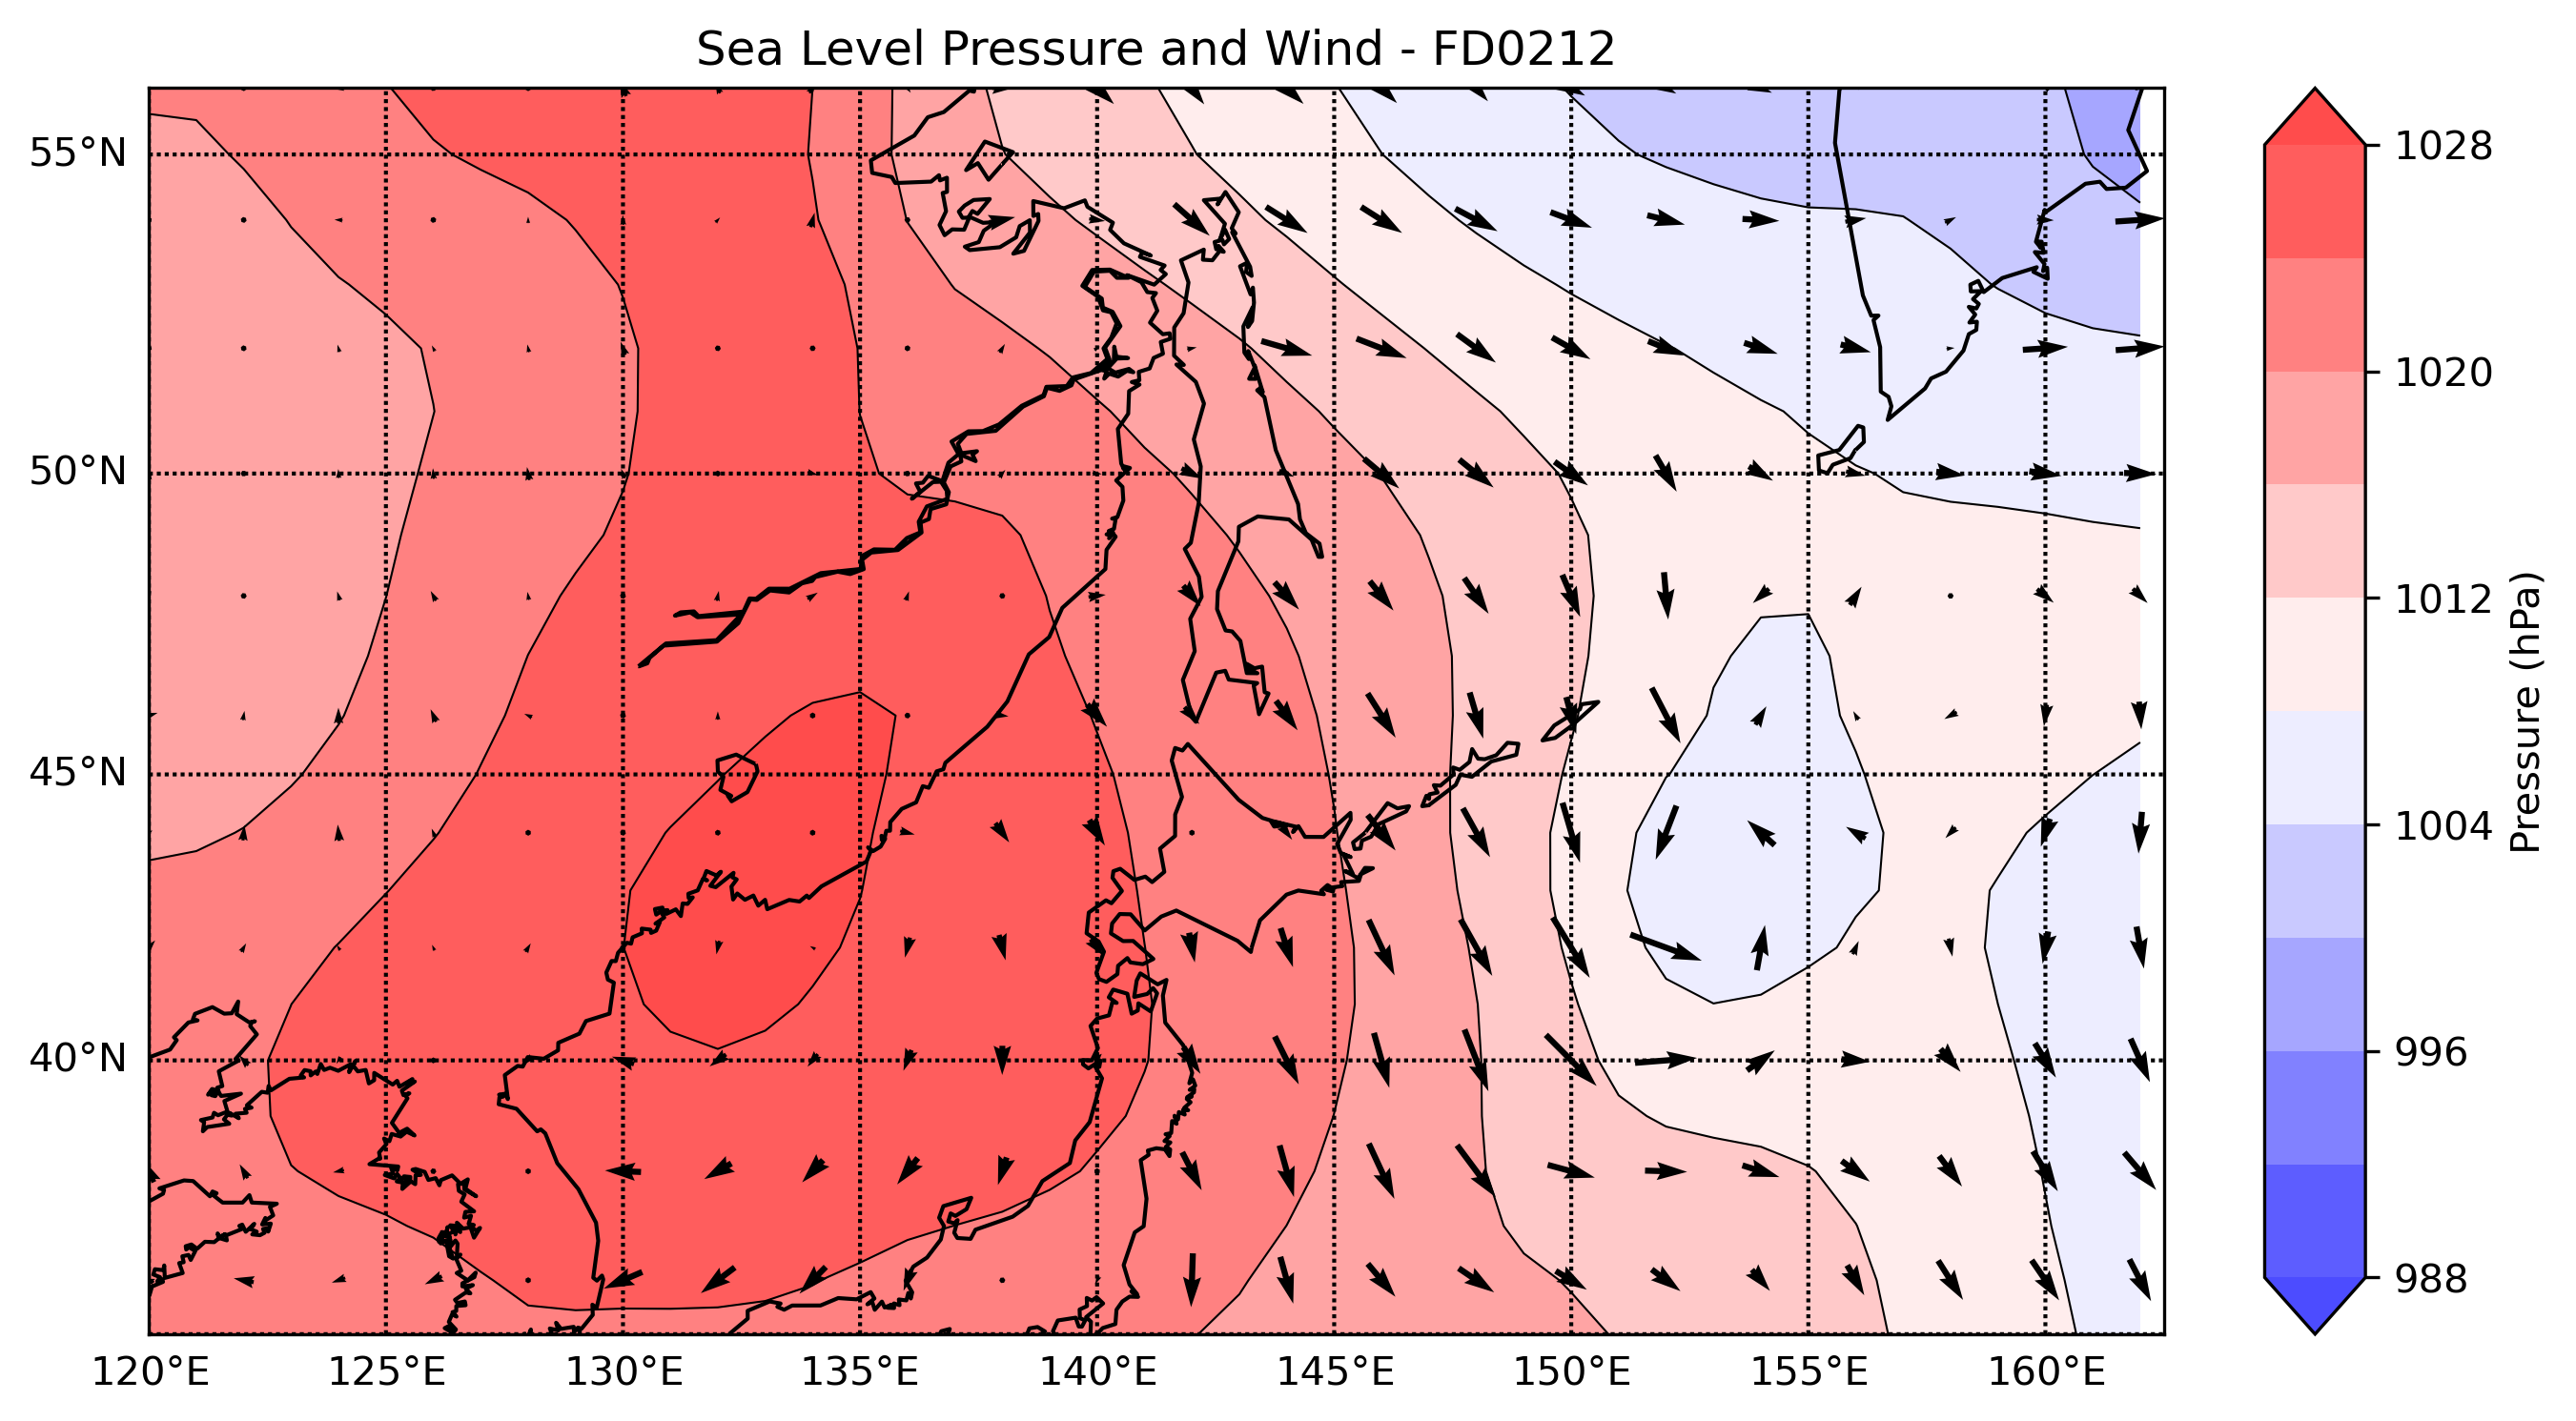 Sea Level Pressure and Wind - FD0212
55°N
50°N
45°N
40°N
120°E 125°E 130°E 135°E 140°E 145°E 150°E 155°E 160°E
1028
1020
1012
1004
996
988
Pressure (hPa)